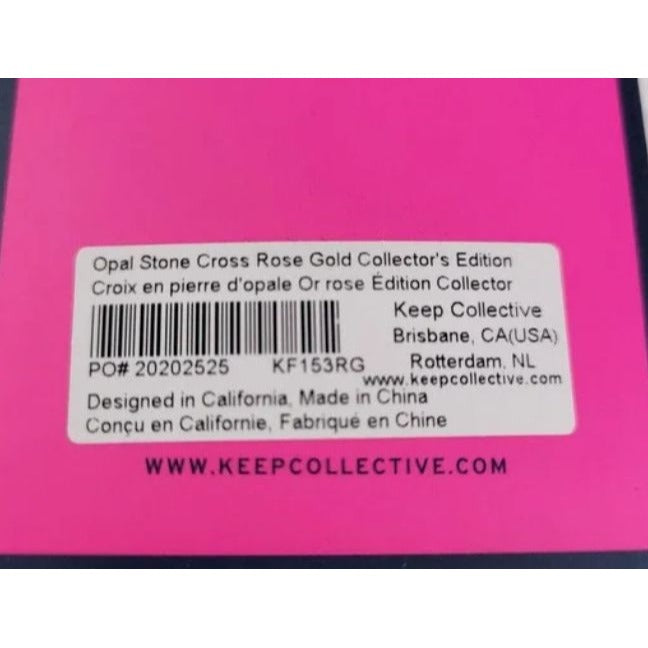 Opal Stone Cross Rose Gold Collector's Edition
Croix en pierre d'opale Or rose Édition Collector
Keep Collective
Brisbane, CA(USA)
PO# 20202525 KF153RG Rotterdam, NL
www.keepcollective.com
Designed in California, Made in China
Conçu en Californie, Fabriqué en Chine
WWW.KEEPCOLLECTIVE.COM